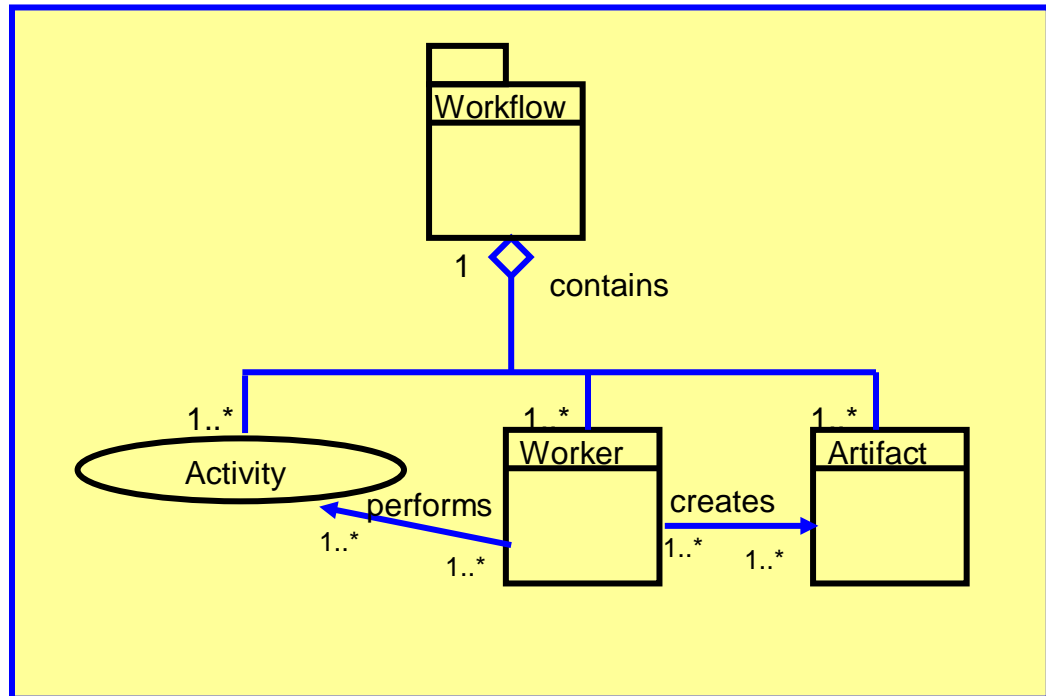 Workflow
1
contains
1..*
1..*
1..*
Activity
Worker
Artifact
performs
creates
1..*
1..*
1..*
1..*